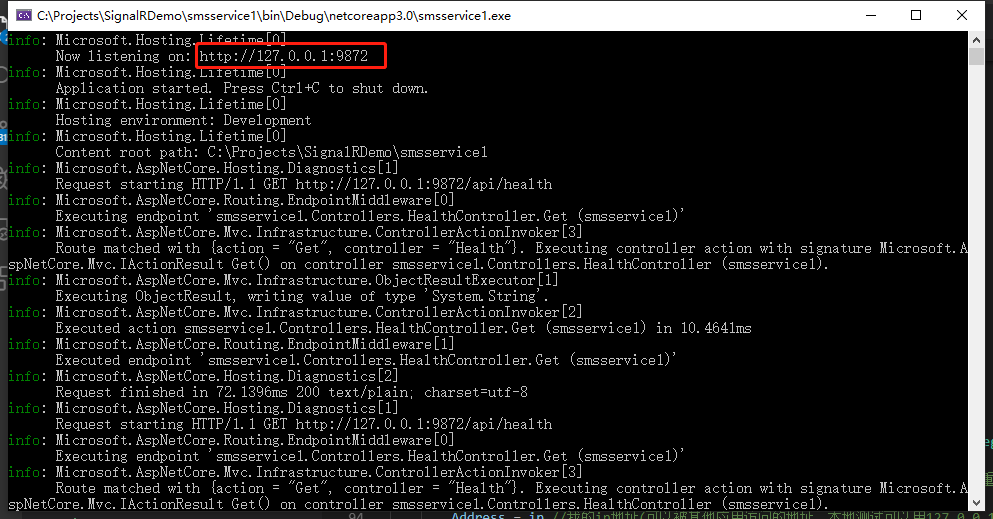 C:\Projects\SignalRDemo\smsservice1\bin\Debug\netcoreapp3.0\smsservice1.exe
info: Microsoft.Hosting.Lifetime[0]
Now listening on: http://127.0.0.1:9872
info: Microsoft.Hosting.Lifetime[0]
Application started. Press Ctrl+C to shut down.
info: Microsoft.Hosting.Lifetime[0]
Hosting environment: Development
info: Microsoft.Hosting.Lifetime[0]
Content root path: C:\Projects\SignalRDemo\smsservice1
info: Microsoft.AspNetCore.Hosting.Diagnostics[1]
Request starting HTTP/1.1 GET http://127.0.0.1:9872/api/health
info: Microsoft.AspNetCore.Routing.EndpointMiddleware[0]
Executing endpoint 'smsservice1.Controllers.HealthController.Get (smsservice1)'
info: Microsoft.AspNetCore.Mvc.Infrastructure.ControllerActionInvoker[3]
Route matched with {action = "Get", controller = "Health"}. Executing controller action with signature Microsoft.A
spNetCore.Mvc.IActionResult Get() on controller smsservice1.Controllers.HealthController (smsservice1).
info: Microsoft.AspNetCore.Mvc.Infrastructure.ObjectResultExecutor[1]
Executing ObjectResult, writing value of type 'System.String'.
info: Microsoft.AspNetCore.Mvc.Infrastructure.ControllerActionInvoker[2]
Executed action smsservice1.Controllers.HealthController.Get (smsservice1) in 10.4641ms
info: Microsoft.AspNetCore.Routing.EndpointMiddleware[1]
Executed endpoint 'smsservice1.Controllers.HealthController.Get (smsservice1)'
info: Microsoft.AspNetCore.Hosting.Diagnostics[2]
Request finished in 72.1396ms 200 text/plain; charset=utf-8
info: Microsoft.AspNetCore.Hosting.Diagnostics[1]
Request starting HTTP/1.1 GET http://127.0.0.1:9872/api/health
info: Microsoft.AspNetCore.Routing.EndpointMiddleware[0]
Executing endpoint 'smsservice1.Controllers.HealthController.Get (smsservice1)'
info: Microsoft.AspNetCore.Mvc.Infrastructure.ControllerActionInvoker[3]
Route matched with {action = "Get", controller = "Health"}. Executing controller action with signature Microsoft.A
spNetCore.Mvc.IActionResult Get() on controller smsservice1.Controllers.HealthController (smsservice1).